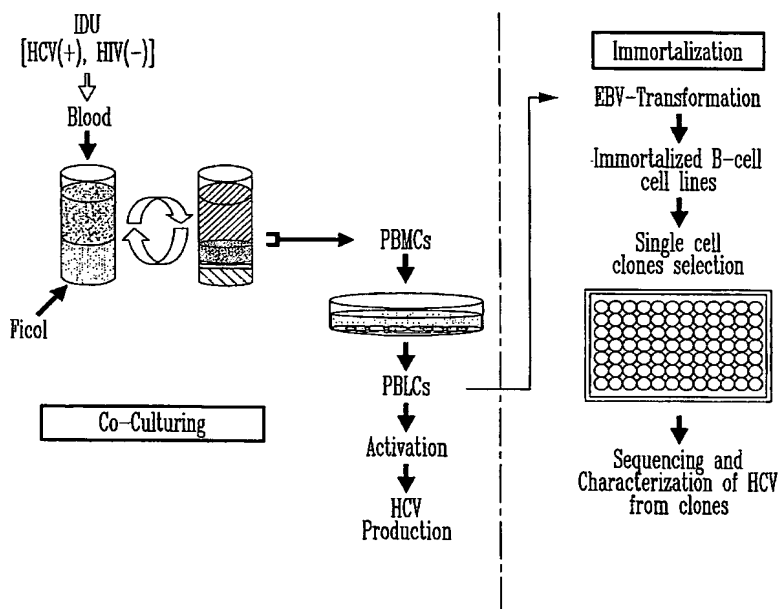 IDU
[HCV(+), HIV(-)]
Blood
Ficol
PBMCs
PBLCs
Co-Culturing
Activation
HCV
Production
Immortalization
EBV-Transformation
Immortalized B-cell
cell lines
Single cell
clones selection
Sequencing and
Characterization of HCV
from clones